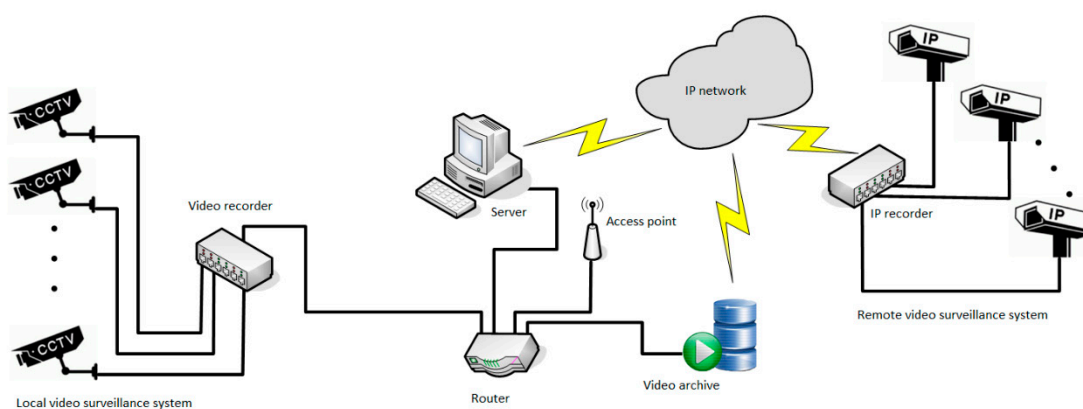 CCTV
CCTV
CCTV
Local video surveillance system
Video recorder
Server
Access point
Router
Video archive
IP network
IP
IP
IP
IP recorder
Remote video surveillance system